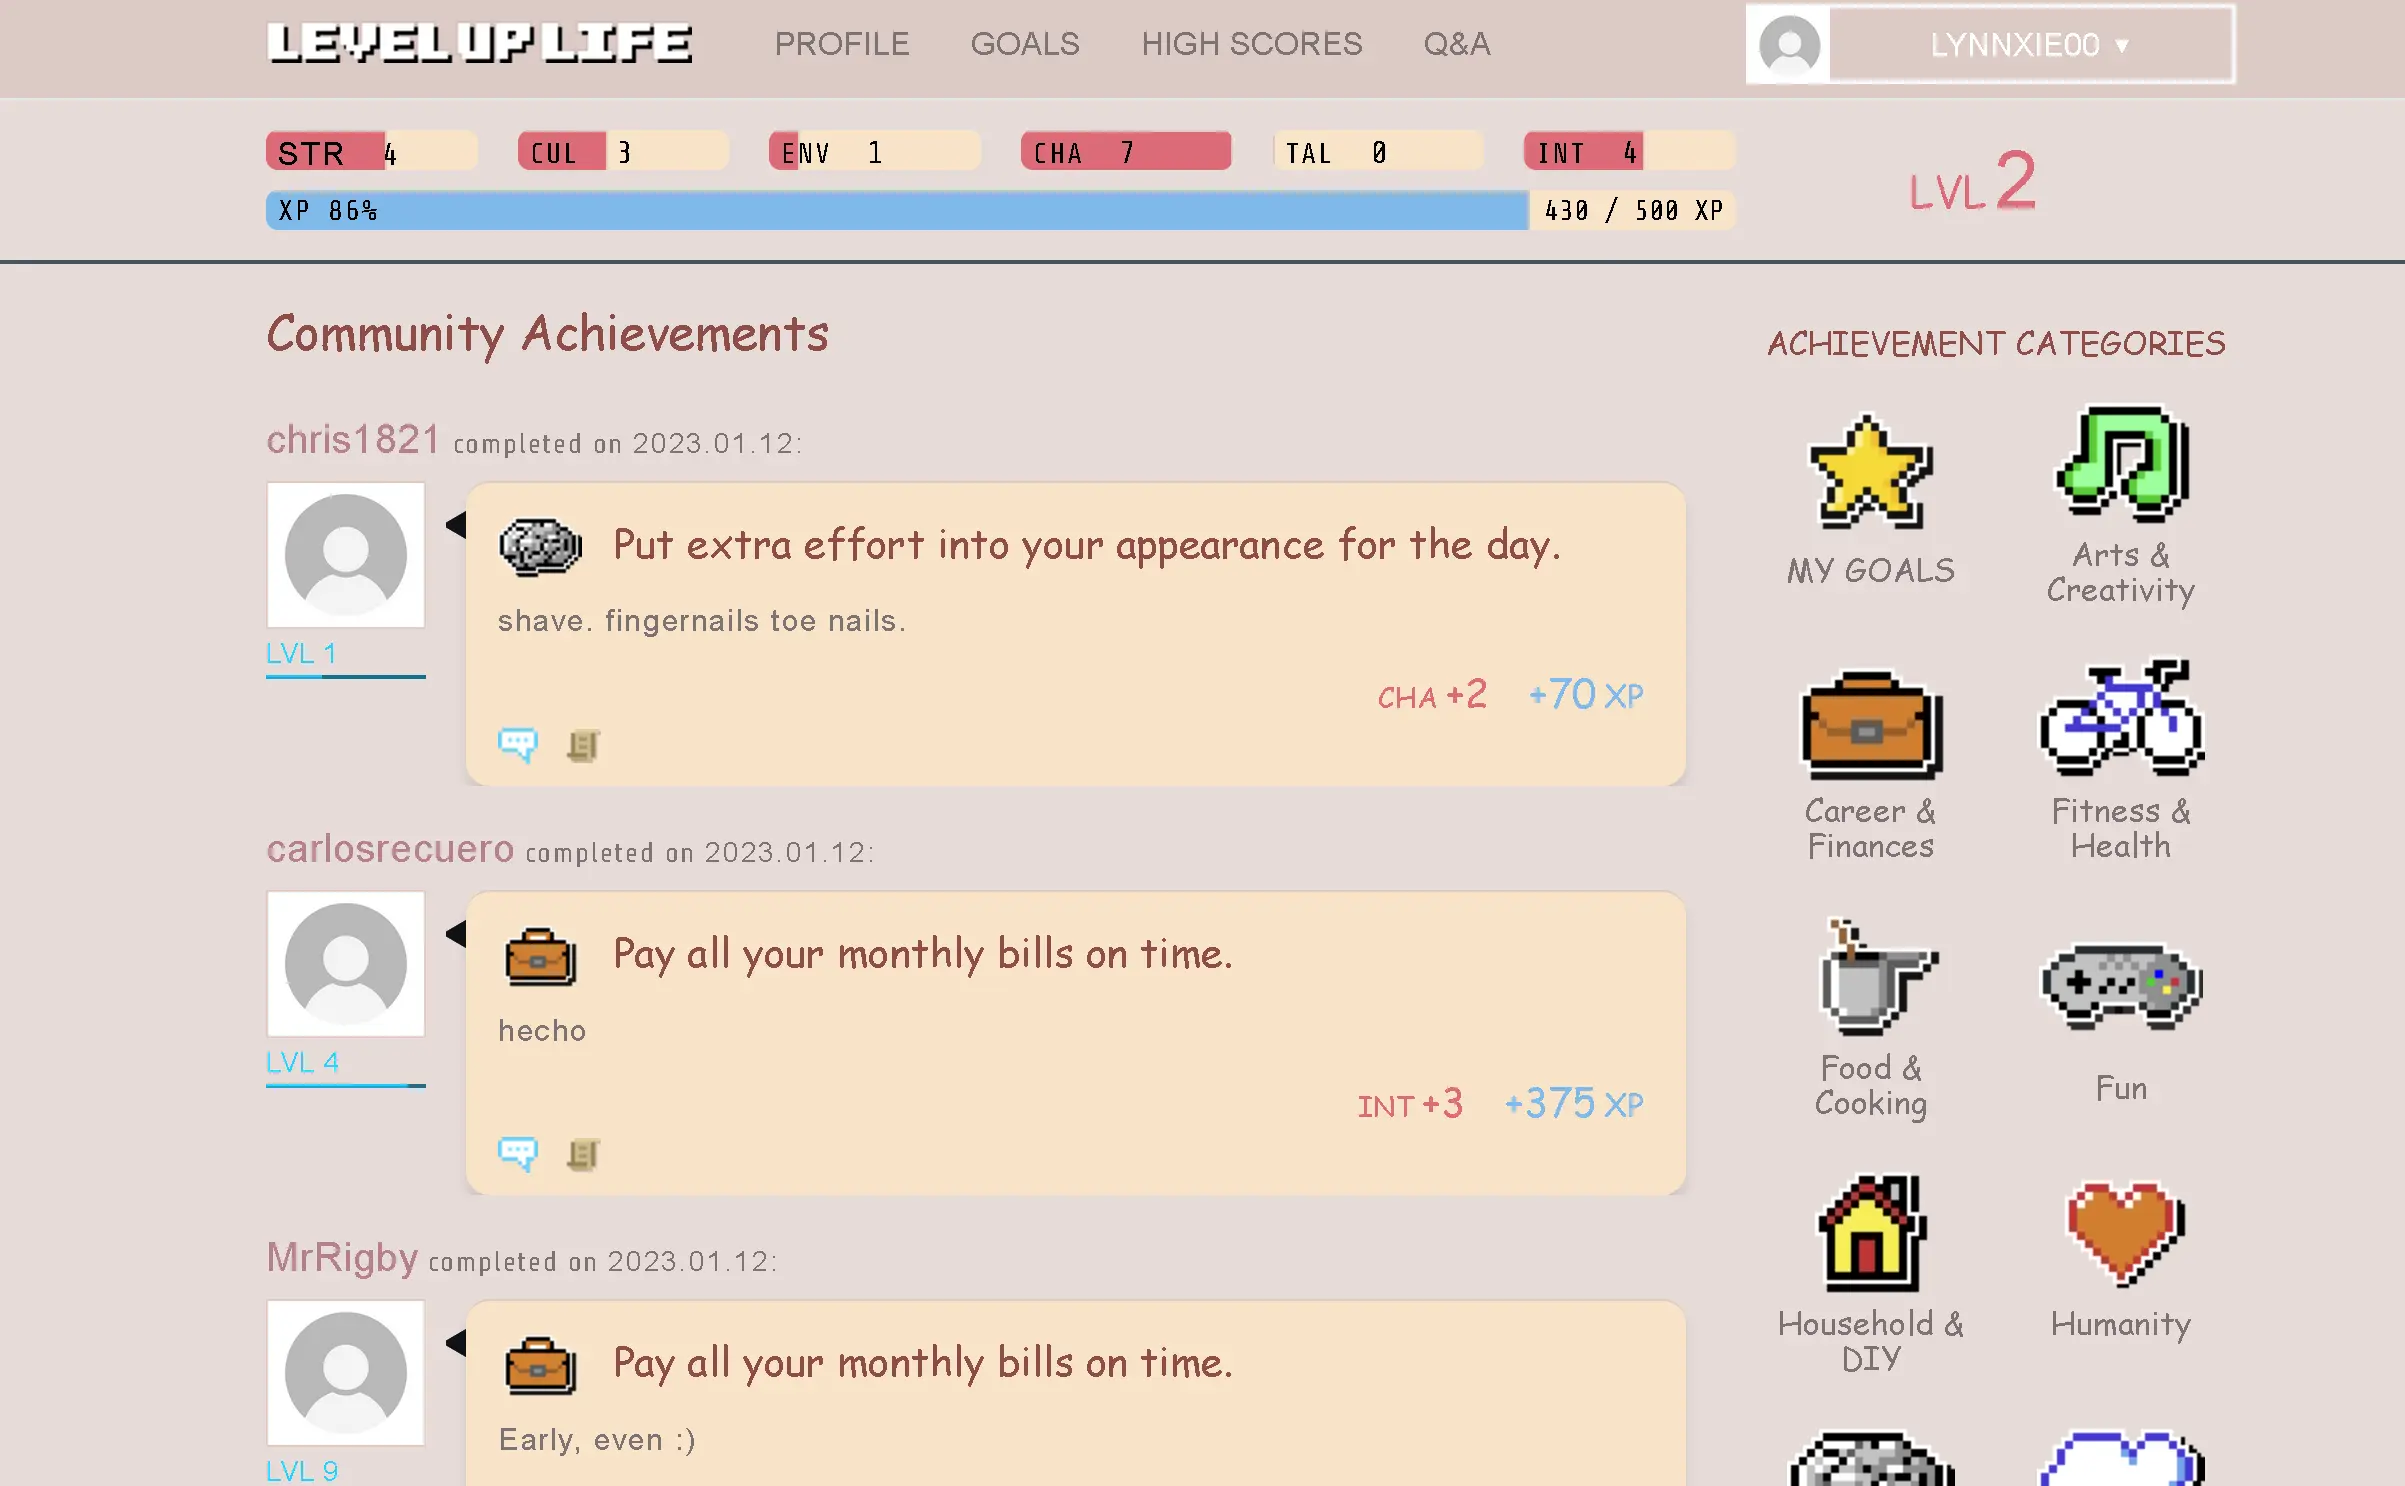 LEVEL UP LIFE PROFILE GOALS HIGH SCORES Q&A LYNNXIE00 ▼
STR 4 CUL 3 ENV 1 CHA 7 TAL 0 INT 4
XP 86% 430 / 500 XP
LVL 2
Community Achievements
chris1821 completed on 2023.01.12:
Put extra effort into your appearance for the day.
shave. fingernails toe nails.
LVL 1
CHA +2 +70 XP
carlosrecuero completed on 2023.01.12:
Pay all your monthly bills on time.
hecho
LVL 4
INT +3 +375 XP
MrRigby completed on 2023.01.12:
Pay all your monthly bills on time.
Early, even :)
LVL 9
ACHIEVEMENT CATEGORIES
MY GOALS
Arts &
Creativity
Career &
Finances
Fitness &
Health
Food &
Cooking
Fun
Household &
DIY
Humanity